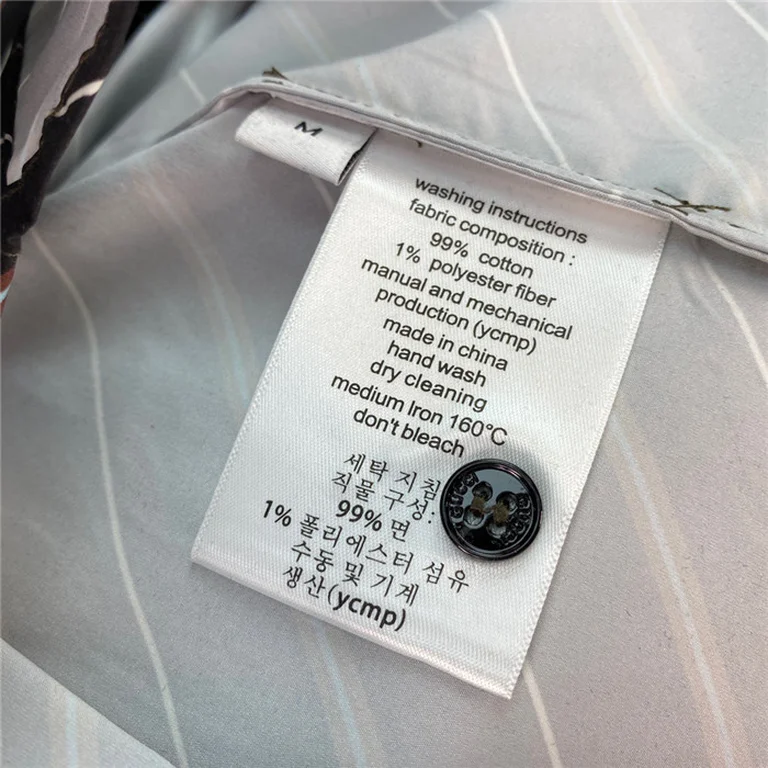 M
washing instructions
fabric composition :
99% cotton
1% polyester fiber
manual and mechanical
production (ycmp)
made in china
hand wash
dry cleaning
medium Iron 160°C
don't bleach
세탁 지침
직물 구성:
99% 면
1% 폴리에스터 섬유
수동 및 기계
생산(ycmp)